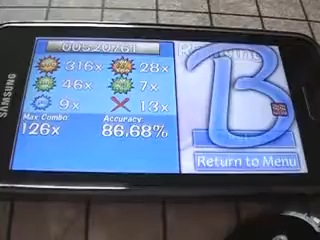 SAMSUNG
00520761
316x 28x
46x 7x
9x 13x
Max Combo: Accuracy:
126x 86,68%
B
Return to Menu